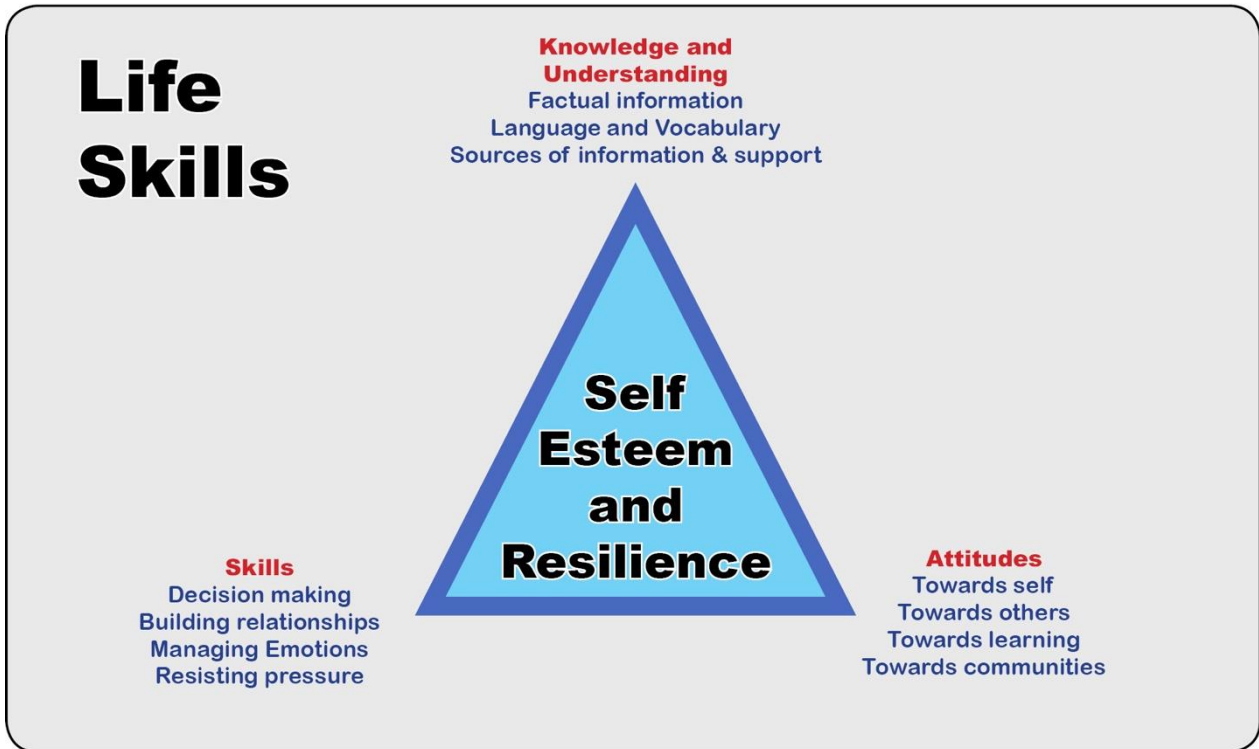 Life
Skills
Knowledge and
Understanding
Factual information
Language and Vocabulary
Sources of information & support
Self
Esteem
and
Resilience
Skills
Decision making
Building relationships
Managing Emotions
Resisting pressure
Attitudes
Towards self
Towards others
Towards learning
Towards communities